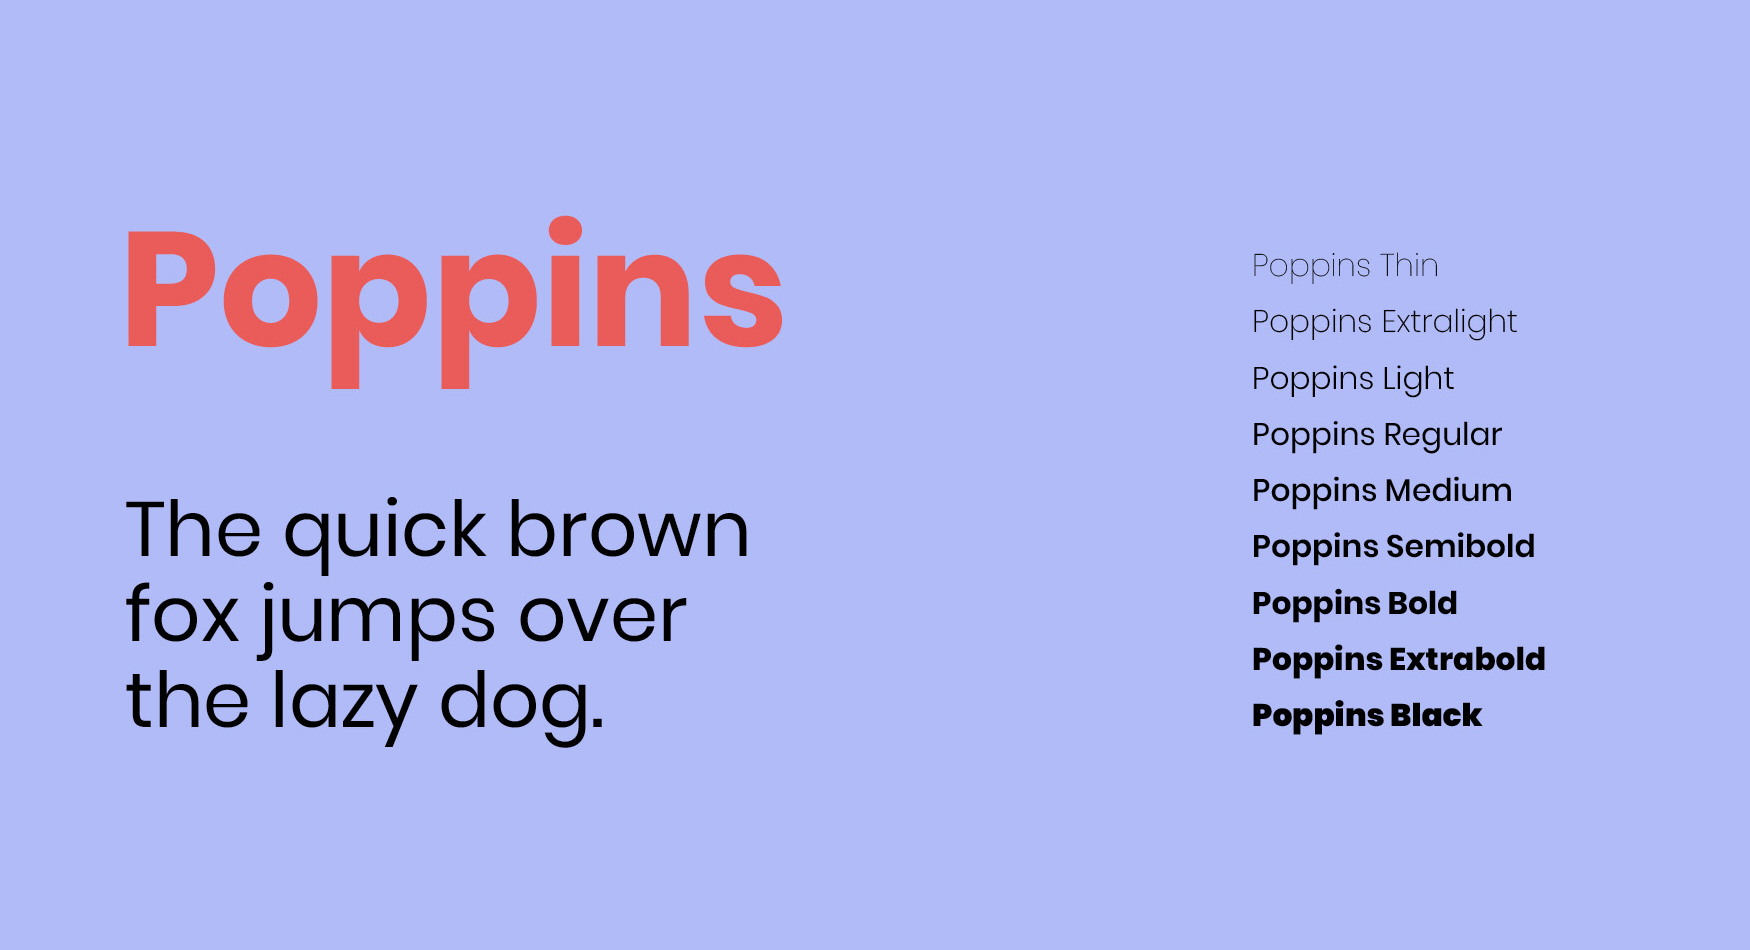 Poppins
The quick brown
fox jumps over
the lazy dog.
Poppins Thin
Poppins Extralight
Poppins Light
Poppins Regular
Poppins Medium
Poppins Semibold
Poppins Bold
Poppins Extrabold
Poppins Black